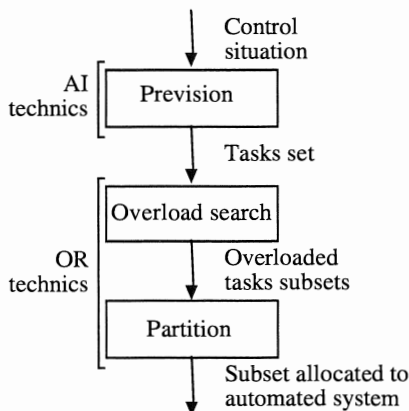 Control
situation
AI
technics
Prevision
Tasks set
Overload search
OR
technics
Overloaded
tasks subsets
Partition
Subset allocated to
automated system